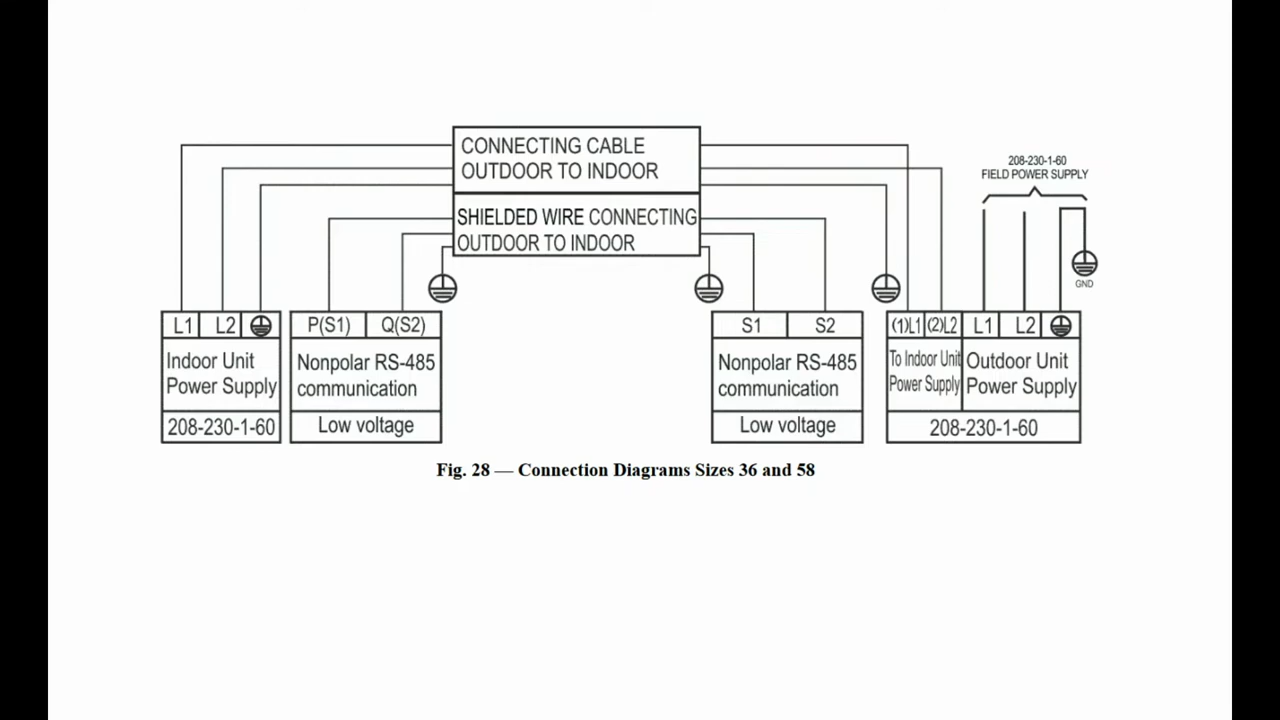 CONNECTING CABLE
OUTDOOR TO INDOOR
SHIELDED WIRE CONNECTING
OUTDOOR TO INDOOR
208-230-1-60
FIELD POWER SUPPLY
GND
L1 L2
Indoor Unit
Power Supply
208-230-1-60
P(S1) Q(S2)
Nonpolar RS-485
communication
Low voltage
S1 S2
Nonpolar RS-485
communication
Low voltage
(1)L1 (2)L2 L1 L2
To Indoor Unit
Power Supply
Outdoor Unit
Power Supply
208-230-1-60
Fig. 28 — Connection Diagrams Sizes 36 and 58